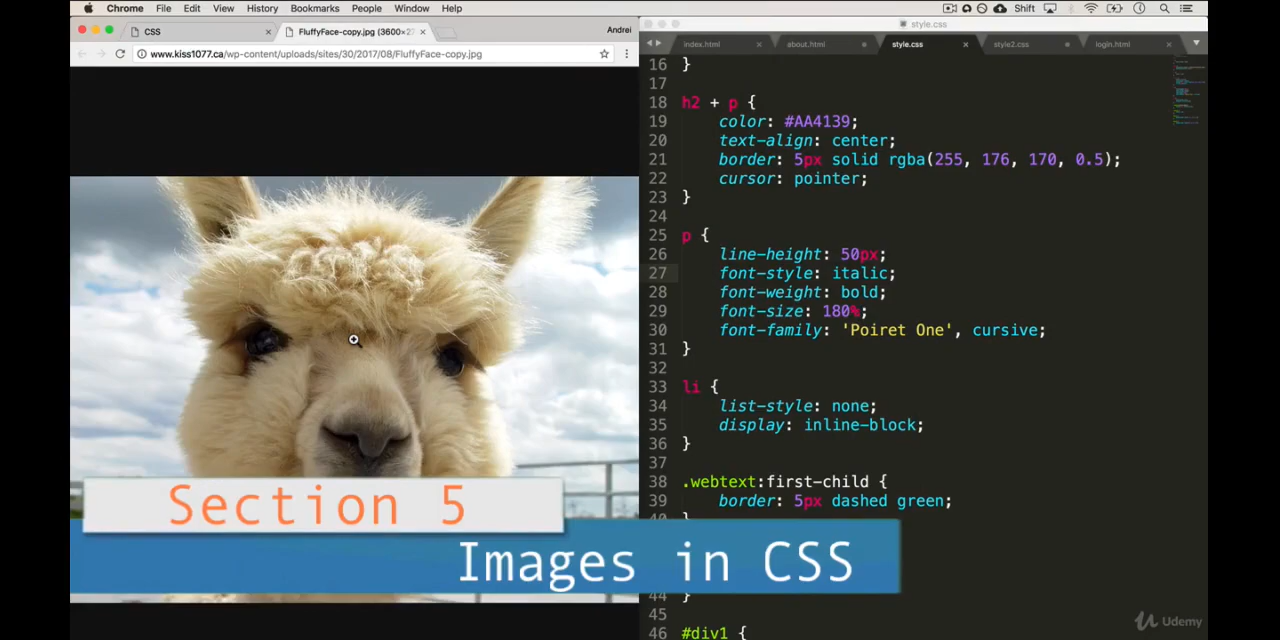 Chrome File Edit View History Bookmarks People Window Help Shift
CSS
FluffyFace-copy.jpg (3600×2
Andrei
www.kiss1077.ca/wp-content/uploads/sites/30/2017/08/FluffyFace-copy.jpg
style.css
index.html about.html style.css style2.css login.html
16 }
17
18 h2 + p {
19 color: #AA4139;
20 text-align: center;
21 border: 5px solid rgba(255, 176, 170, 0.5);
22 cursor: pointer;
23 }
24
25 p {
26 line-height: 50px;
27 font-style: italic;
28 font-weight: bold;
29 font-size: 180%;
30 font-family: 'Poiret One', cursive;
31 }
32
33 li {
34 list-style: none;
35 display: inline-block;
36 }
37
38 .webtext:first-child {
39 border: 5px dashed green;
Section 5
Images in CSS
44 }
45
46 #div1 {
Udemy